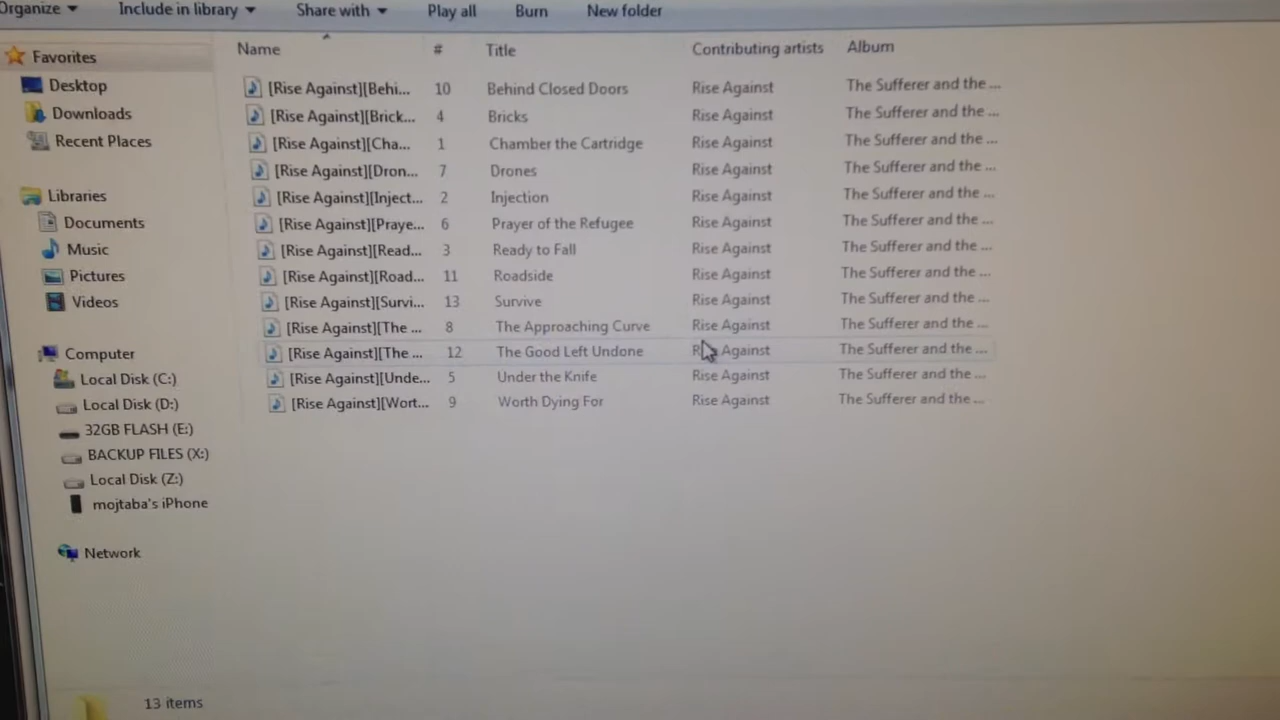 Organize Include in library Share with Play all Burn New folder
Favorites
Desktop
Downloads
Recent Places
Libraries
Documents
Music
Pictures
Videos
Computer
Local Disk (C:)
Local Disk (D:)
32GB FLASH (E:)
BACKUP FILES (X:)
Local Disk (Z:)
mojtaba's iPhone
Network
Name # Title Contributing artists Album
[Rise Against][Behi... 10 Behind Closed Doors Rise Against The Sufferer and the ...
[Rise Against][Brick... 4 Bricks Rise Against The Sufferer and the ...
[Rise Against][Cha... 1 Chamber the Cartridge Rise Against The Sufferer and the ...
[Rise Against][Dron... 7 Drones Rise Against The Sufferer and the ...
[Rise Against][Inject... 2 Injection Rise Against The Sufferer and the ...
[Rise Against][Praye... 6 Prayer of the Refugee Rise Against The Sufferer and the ...
[Rise Against][Read... 3 Ready to Fall Rise Against The Sufferer and the ...
[Rise Against][Road... 11 Roadside Rise Against The Sufferer and the ...
[Rise Against][Survi... 13 Survive Rise Against The Sufferer and the ...
[Rise Against][The ... 8 The Approaching Curve Rise Against The Sufferer and the ...
[Rise Against][The ... 12 The Good Left Undone Rise Against The Sufferer and the ...
[Rise Against][Unde... 5 Under the Knife Rise Against The Sufferer and the ...
[Rise Against][Wort... 9 Worth Dying For Rise Against The Sufferer and the ...
13 items